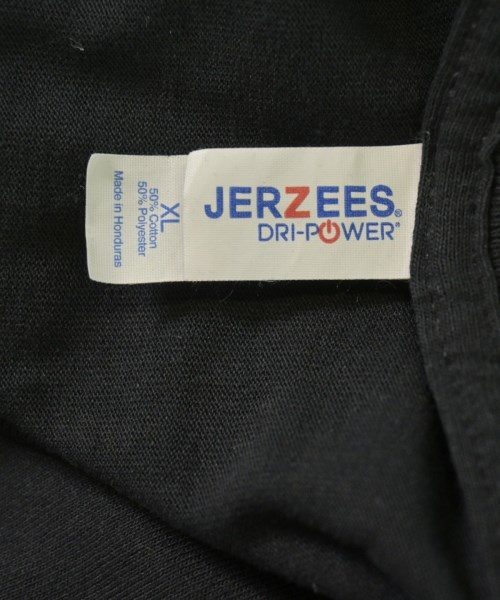 JERZEES®
DRI-POWER®
XL
50% Cotton
50% Polyester
Made in Honduras